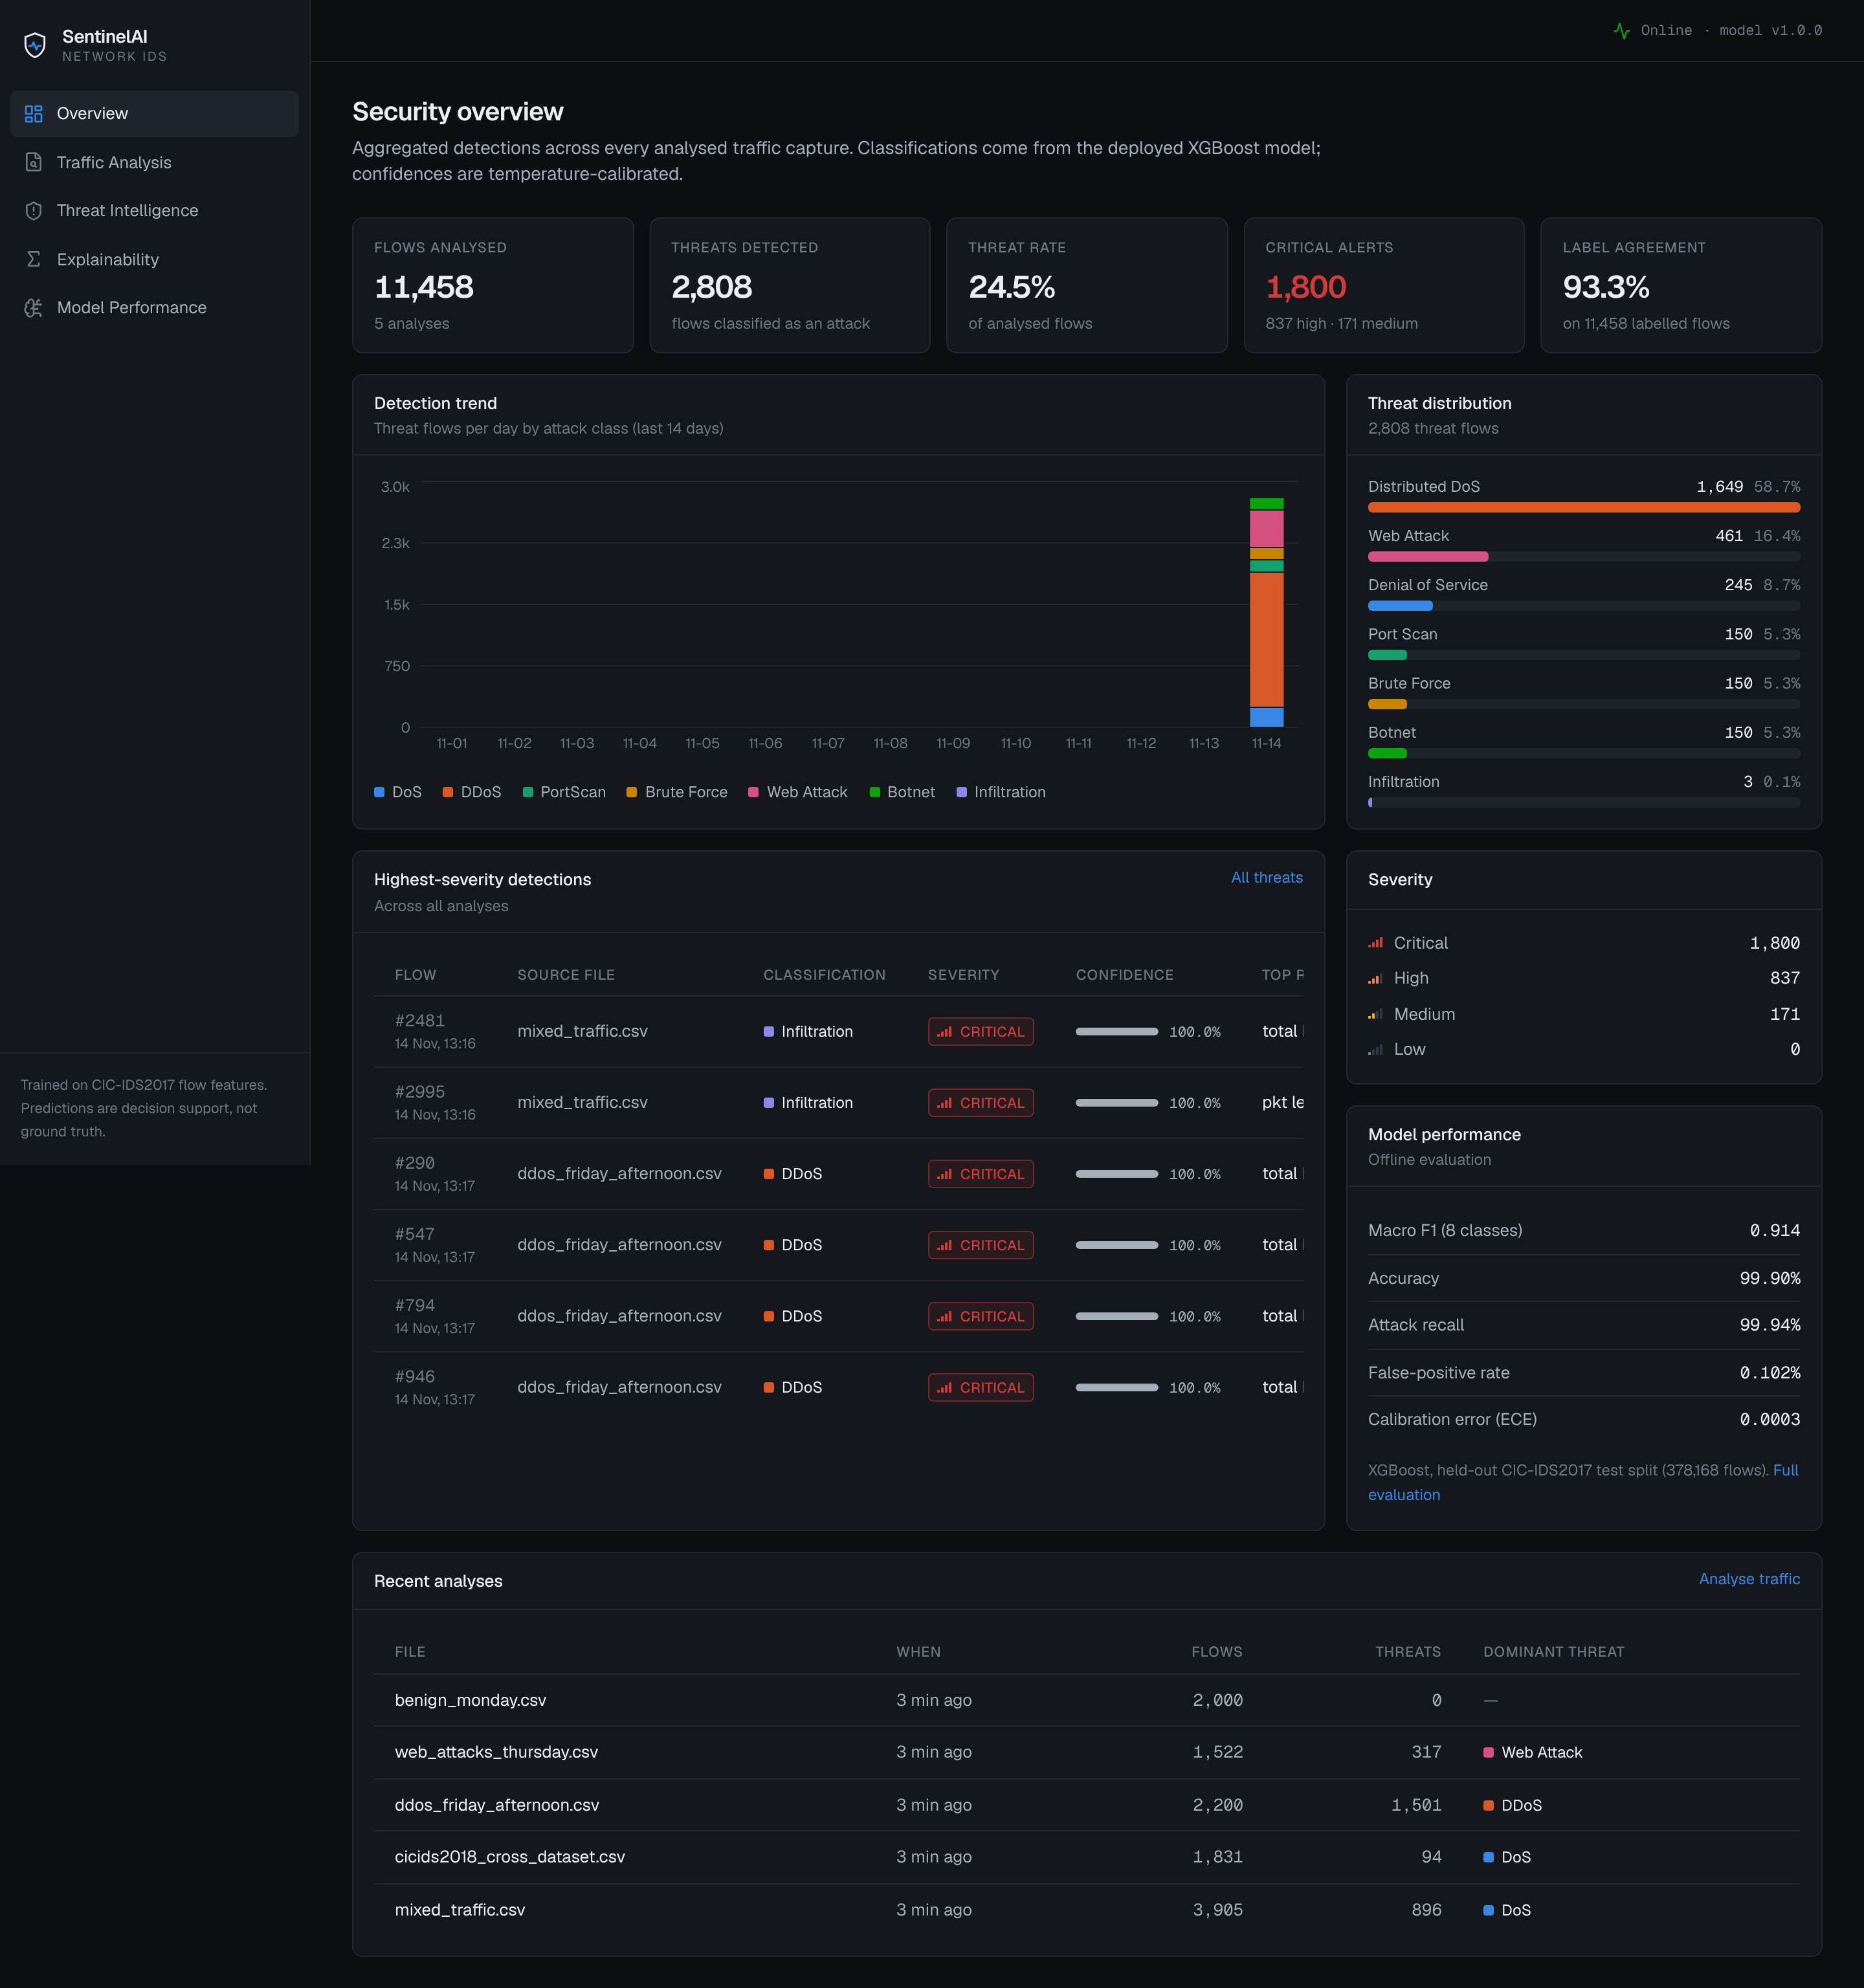 SentinelAI
NETWORK IDS
Overview
Traffic Analysis
Threat Intelligence
Explainability
Model Performance
Trained on CIC-IDS2017 flow features.
Predictions are decision support, not
ground truth.
Online · model v1.0.0
Security overview
Aggregated detections across every analysed traffic capture. Classifications come from the deployed XGBoost model;
confidences are temperature-calibrated.
FLOWS ANALYSED
11,458
5 analyses
THREATS DETECTED
2,808
flows classified as an attack
THREAT RATE
24.5%
of analysed flows
CRITICAL ALERTS
1,800
837 high · 171 medium
LABEL AGREEMENT
93.3%
on 11,458 labelled flows
Detection trend
Threat flows per day by attack class (last 14 days)
3.0k
2.3k
1.5k
750
0
11-01 11-02 11-03 11-04 11-05 11-06 11-07 11-08 11-09 11-10 11-11 11-12 11-13 11-14
DoS DDoS PortScan Brute Force Web Attack Botnet Infiltration
Threat distribution
2,808 threat flows
Distributed DoS 1,649 58.7%
Web Attack 461 16.4%
Denial of Service 245 8.7%
Port Scan 150 5.3%
Brute Force 150 5.3%
Botnet 150 5.3%
Infiltration 3 0.1%
Highest-severity detections
All threats
Across all analyses
FLOW SOURCE FILE CLASSIFICATION SEVERITY CONFIDENCE TOP
#2481
14 Nov, 13:16
mixed_traffic.csv Infiltration CRITICAL 100.0% total
#2995
14 Nov, 13:16
mixed_traffic.csv Infiltration CRITICAL 100.0% pkt le
#290
14 Nov, 13:17
ddos_friday_afternoon.csv DDoS CRITICAL 100.0% total
#547
14 Nov, 13:17
ddos_friday_afternoon.csv DDoS CRITICAL 100.0% total
#794
14 Nov, 13:17
ddos_friday_afternoon.csv DDoS CRITICAL 100.0% total
#946
14 Nov, 13:17
ddos_friday_afternoon.csv DDoS CRITICAL 100.0% total
Severity
Critical 1,800
High 837
Medium 171
Low 0
Model performance
Offline evaluation
Macro F1 (8 classes) 0.914
Accuracy 99.90%
Attack recall 99.94%
False-positive rate 0.102%
Calibration error (ECE) 0.0003
XGBoost, held-out CIC-IDS2017 test split (378,168 flows). Full
evaluation
Recent analyses
Analyse traffic
FILE WHEN FLOWS THREATS DOMINANT THREAT
benign_monday.csv 3 min ago 2,000 0 —
web_attacks_thursday.csv 3 min ago 1,522 317 Web Attack
ddos_friday_afternoon.csv 3 min ago 2,200 1,501 DDoS
cicids2018_cross_dataset.csv 3 min ago 1,831 94 DoS
mixed_traffic.csv 3 min ago 3,905 896 DoS